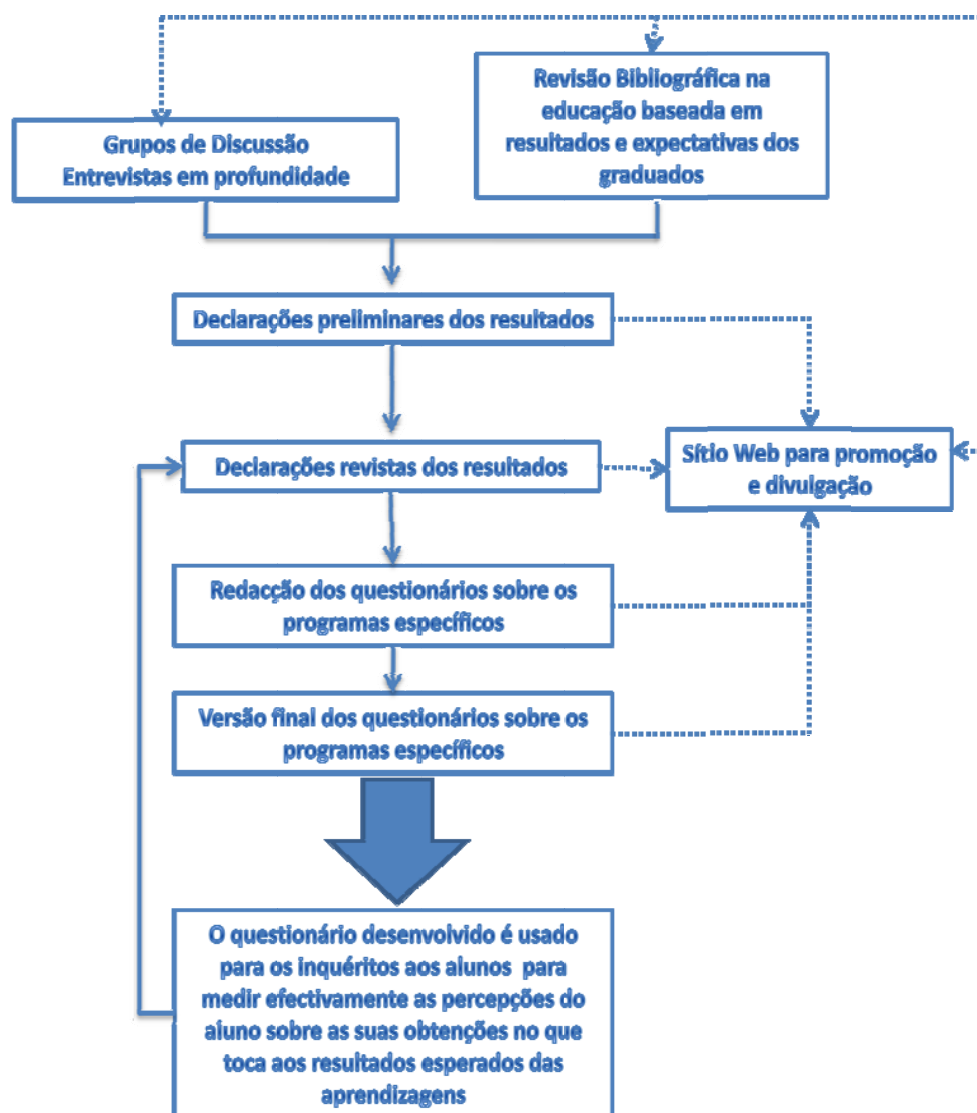 Revisão Bibliográfica na
educação baseada em
resultados e expectativas dos
graduados
Grupos de Discussão
Entrevistas em profundidade
Declarações preliminares dos resultados
Declarações revistas dos resultados
Sítio Web para promoção
e divulgação
Redacção dos questionários sobre os
programas específicos
Versão final dos questionários sobre os
programas específicos
O questionário desenvolvido é usado
para os inquéritos aos alunos para
medir efectivamente as percepções do
aluno sobre as suas obtenções no que
toca aos resultados esperados das
aprendizagens